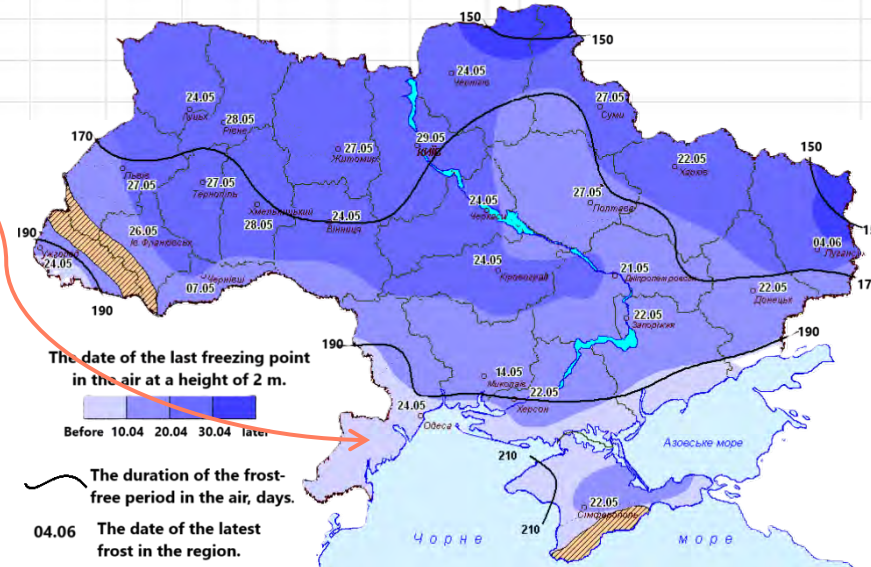 150
150
24.05
Чернігів
24.05
Луцьк
28.05
Рівне
27.05
Суми
170
27.05
Житомир
29.05
КИЇВ
150
22.05
Харків
Львів
27.05
27.05
Тернопіль
Хмельницький
28.05
24.05
Вінниця
24.05
Черкаси
27.05
Полтава
190
26.05
Ів. Франківськ
Ужгород
24.05
04.06
Луганськ
15
24.05
Кіровоград
21.05
Дніпропетровськ
07.05
Чернівці
22.05
Донецьк
17
190
22.05
Запоріжжя
190
190
The date of the last freezing point
in the air at a height of 2 m.
14.05
Миколаїв
22.05
Херсон
24.05
Одеса
Before 10.04 20.04 30.04 later
Азовське море
210
The duration of the frost-
free period in the air, days.
22.05
Сімферополь
210
04.06 The date of the latest
frost in the region.
Чорне море